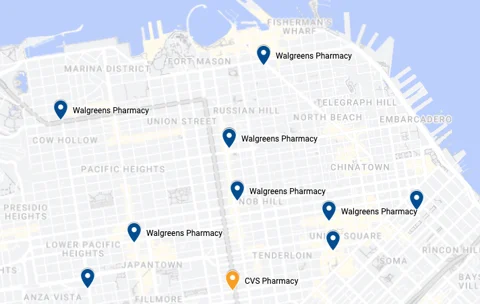 FISHERMAN'S
WHARF
Walgreens Pharmacy
FORT MASON
MARINA DISTRICT
TELEGRAPH HILL
Walgreens Pharmacy
RUSSIAN HILL
NORTH BEACH
EMBARCADERO
UNION STREET
COW HOLLOW
Walgreens Pharmacy
CHINATOWN
PACIFIC HEIGHTS
Walgreens Pharmacy
NOB HILL
PRESIDIO
HEIGHTS
Walgreens Pharmacy
Walgreens Pharmacy
UNION SQUARE
LOWER PACIFIC
HEIGHTS
TENDERLOIN
SOMA
RINCON HILL
JAPANTOWN
CVS Pharmacy
ANZA VISTA
FILLMORE